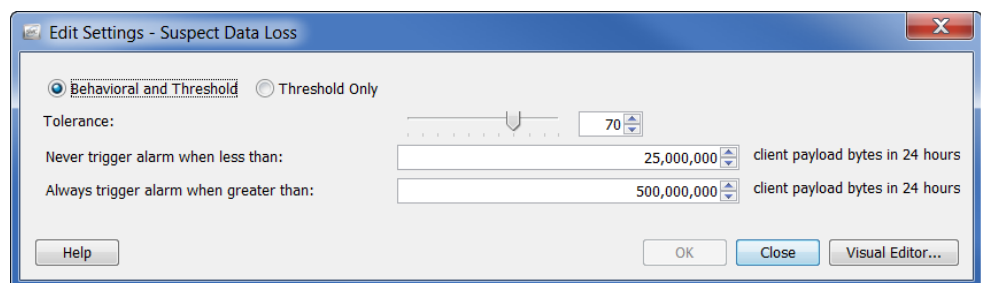 Edit Settings - Suspect Data Loss
X
Behavioral and Threshold Threshold Only
Tolerance: 70
Never trigger alarm when less than: 25,000,000 client payload bytes in 24 hours
Always trigger alarm when greater than: 500,000,000 client payload bytes in 24 hours
Help OK Close Visual Editor...